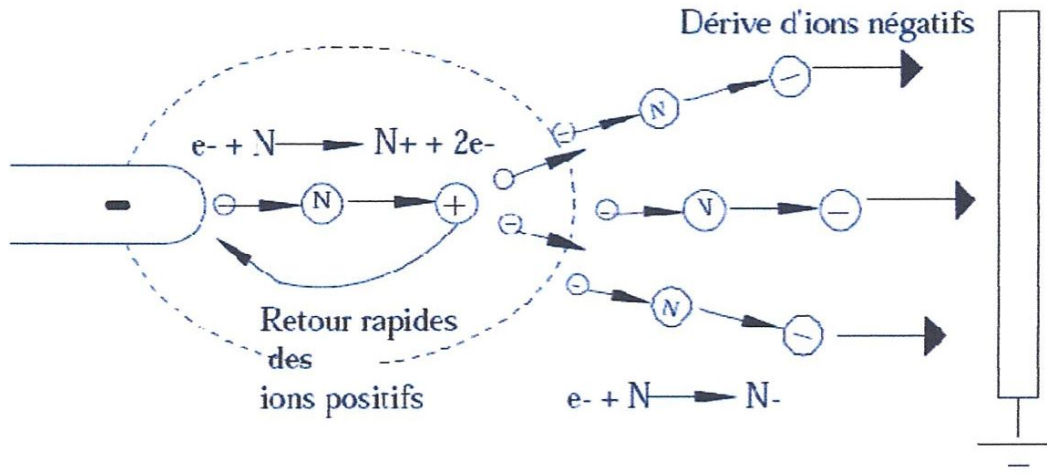 Dérive d'ions négatifs
e- + N N+ + 2e-
-
- N +
- N -
- V -
- N -
-
Retour rapides
des
ions positifs
e- + N N-